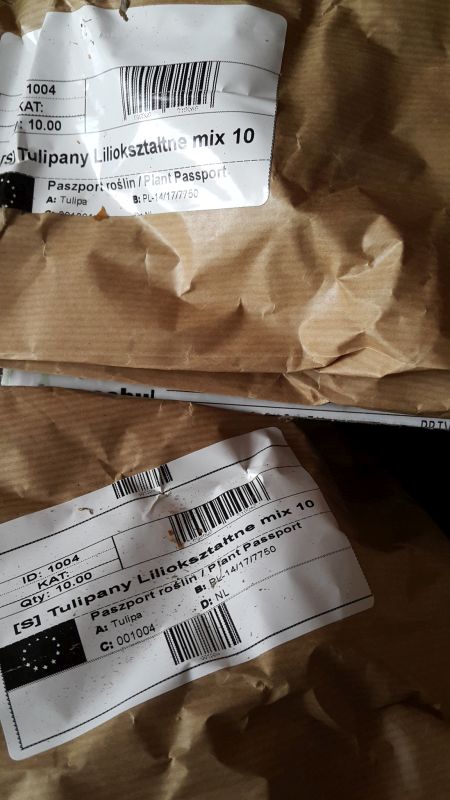 1004
KAT:
: 10.00
[S] Tulipany Liliokształtne mix 10
Paszport roślin / Plant Passport
A: Tulipa
B: PL-14/17/7750
ID: 1004
KAT:
Qty: 10.00
[S] Tulipany Liliokształtne mix 10
Paszport roślin / Plant Passport
A: Tulipa
B: PL-14/17/7750
C: 001004
D: NL